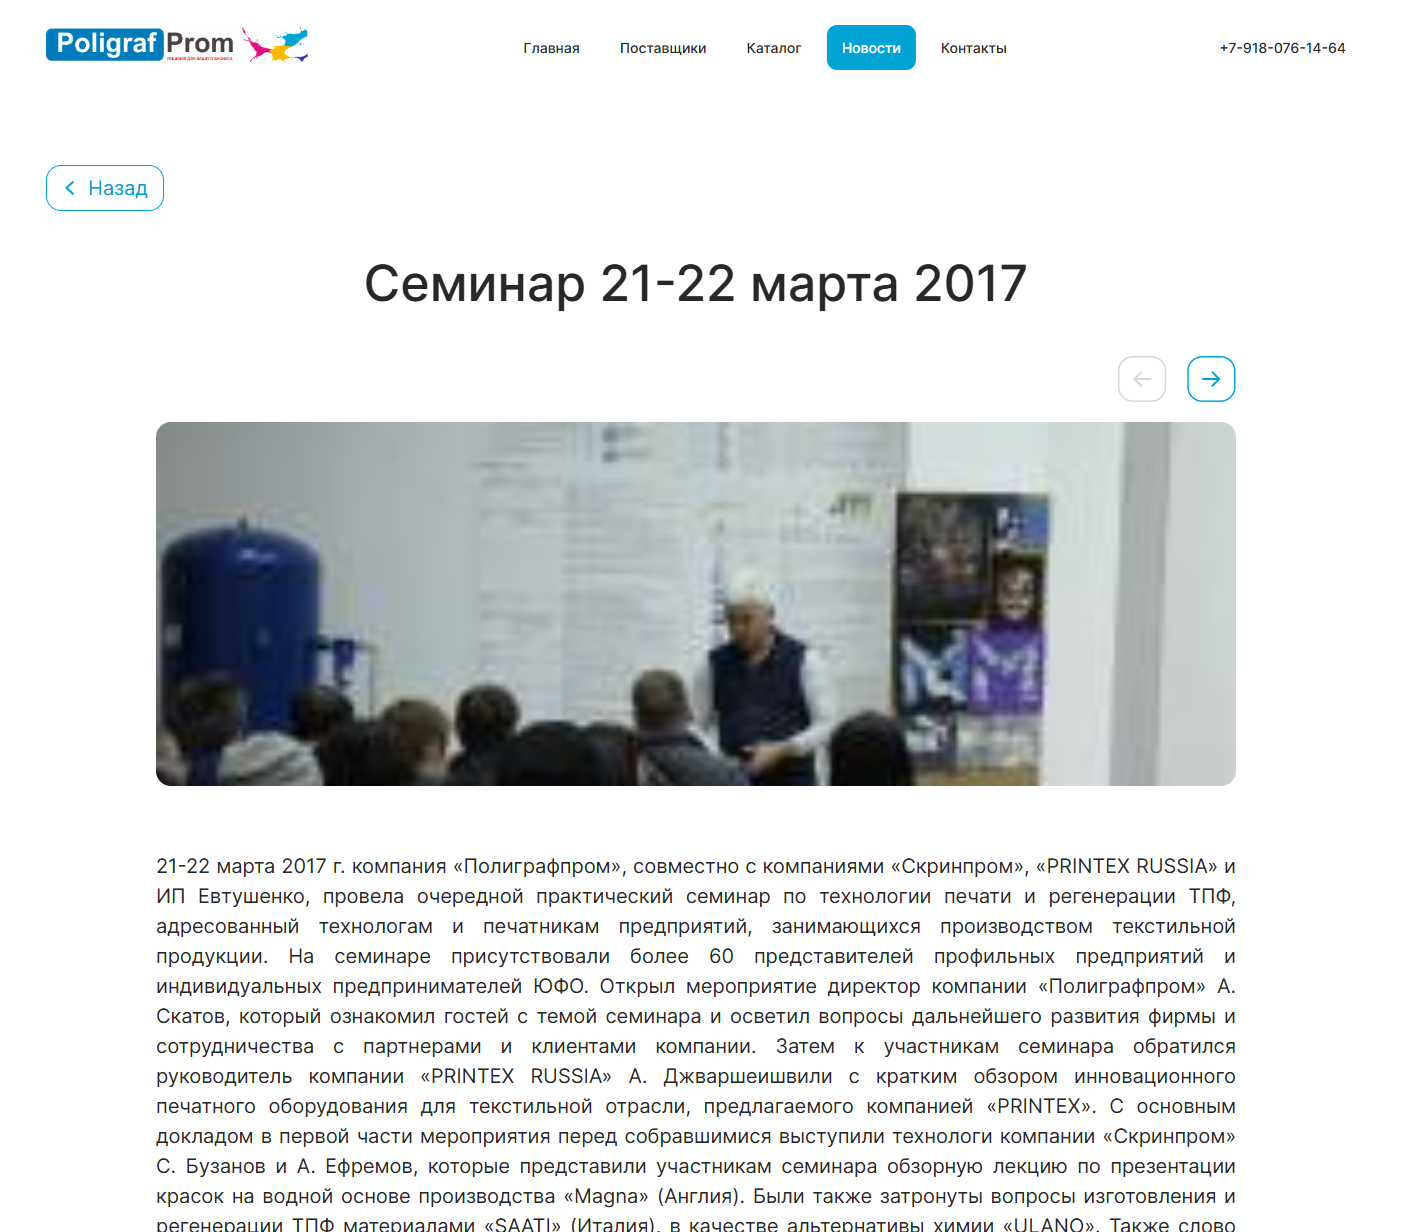 Poligraf Prom
РЕШЕНИЯ ДЛЯ ВАШЕГО БИЗНЕСА
Главная
Поставщики
Каталог
Новости
Контакты
+7-918-076-14-64
Назад
Семинар 21-22 марта 2017
21-22 марта 2017 г. компания «Полиграфпром», совместно с компаниями «Скринпром», «PRINTEX RUSSIA» и
ИП Евтушенко, провела очередной практический семинар по технологии печати и регенерации ТПФ,
адресованный технологам и печатникам предприятий, занимающихся производством текстильной
продукции. На семинаре присутствовали более 60 представителей профильных предприятий и
индивидуальных предпринимателей ЮФО. Открыл мероприятие директор компании «Полиграфпром» А.
Скатов, который ознакомил гостей с темой семинара и осветил вопросы дальнейшего развития фирмы и
сотрудничества с партнерами и клиентами компании. Затем к участникам семинара обратился
руководитель компании «PRINTEX RUSSIA» А. Джваршеишвили с кратким обзором инновационного
печатного оборудования для текстильной отрасли, предлагаемого компанией «PRINTEX». С основным
докладом в первой части мероприятия перед собравшимися выступили технологи компании «Скринпром»
С. Бузанов и А. Ефремов, которые представили участникам семинара обзорную лекцию по презентации
красок на водной основе производства «Magna» (Англия). Были также затронуты вопросы изготовления и
регенерации ТПФ материалами «SAATI» (Италия), в качестве альтернативы химии «ULANO». Также слово